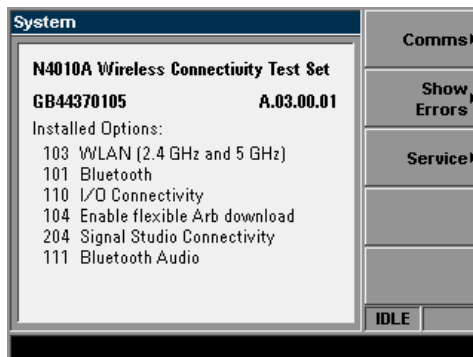 System
N4010A Wireless Connectivity Test Set
GB44370105 A.03.00.01
Installed Options:
103 WLAN (2.4 GHz and 5 GHz)
101 Bluetooth
110 I/O Connectivity
104 Enable flexible Arb download
204 Signal Studio Connectivity
111 Bluetooth Audio
Comms
Show
Errors
Service
IDLE